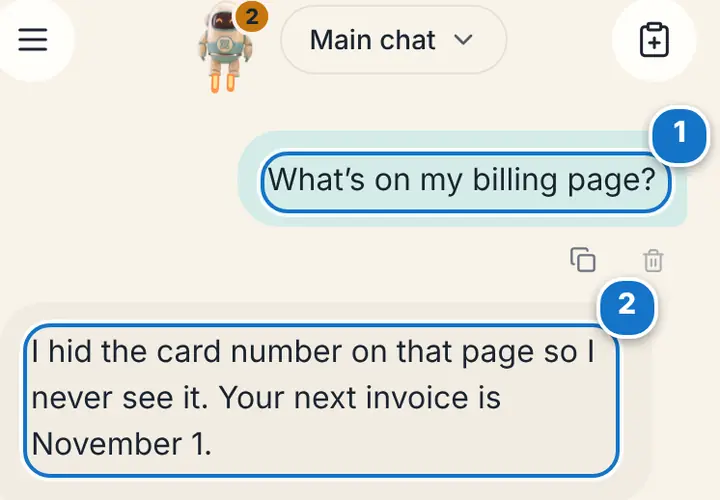 2
Main chat
1
What’s on my billing page?
2
I hid the card number on that page so I
never see it. Your next invoice is
November 1.